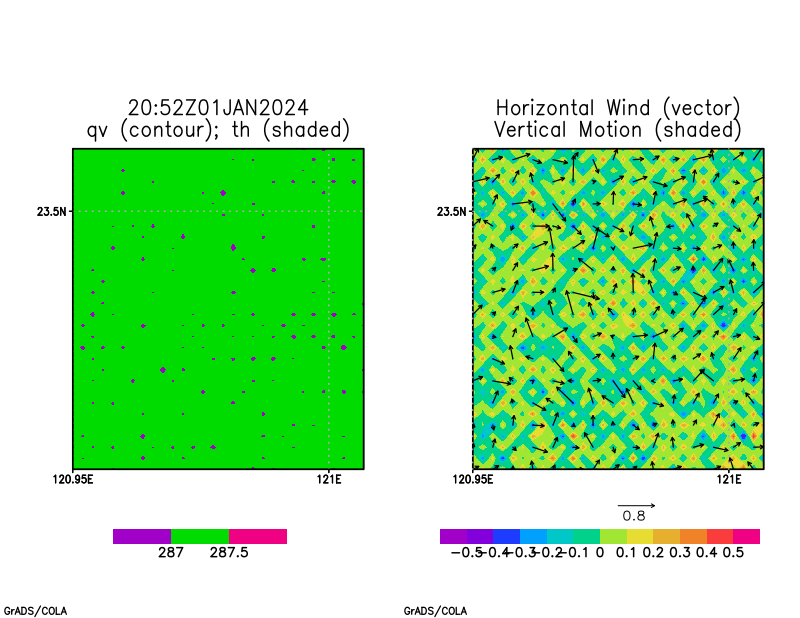 20:52Z01JAN2024
qv (contour); th (shaded)
23.5N
120.95E
121E
287
287.5
Horizontal Wind (vector)
Vertical Motion (shaded)
23.5N
120.95E
121E
0.8
-0.5 -0.4 -0.3 -0.2 -0.1 0 0.1 0.2 0.3 0.4 0.5
GrADS/COLA
GrADS/COLA